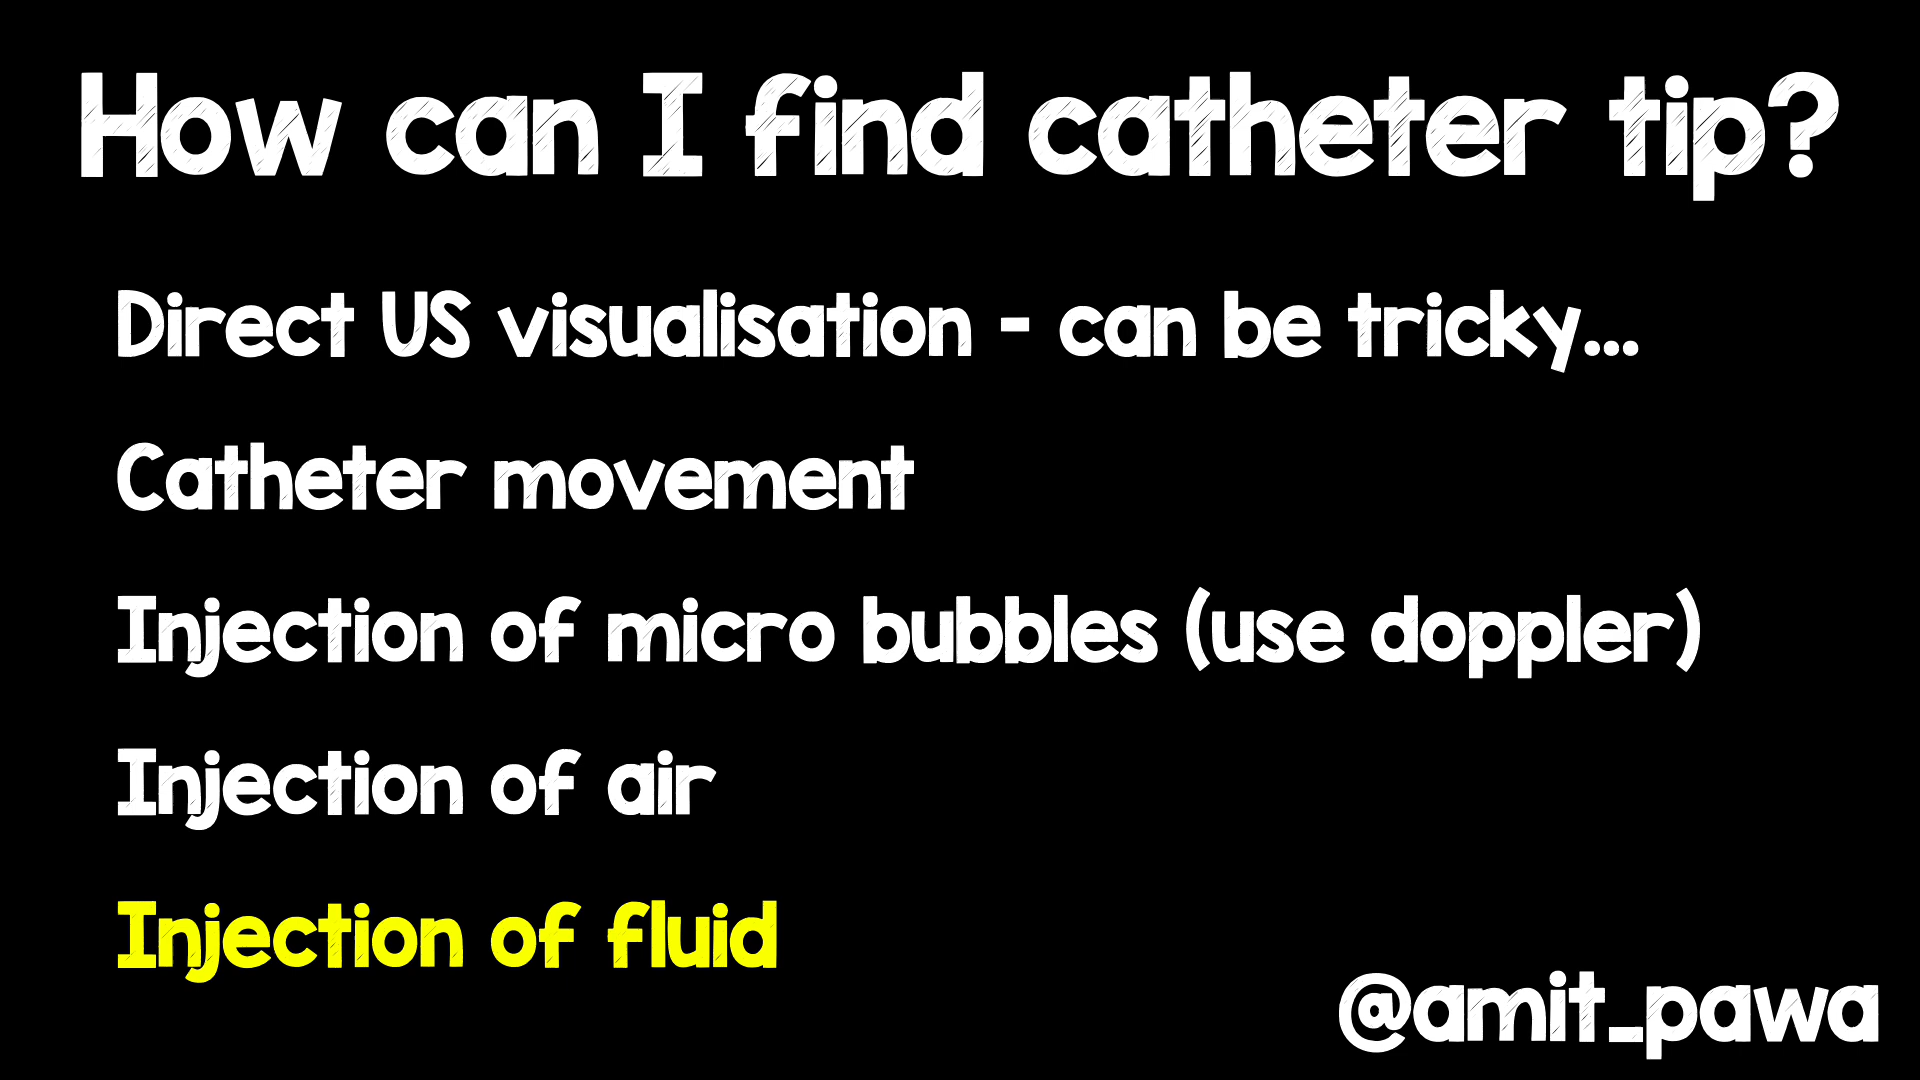 How can I find catheter tip?
Direct US visualisation - can be tricky...
Catheter movement
Injection of micro bubbles (use doppler)
Injection of air
Injection of fluid
@amit_pawa